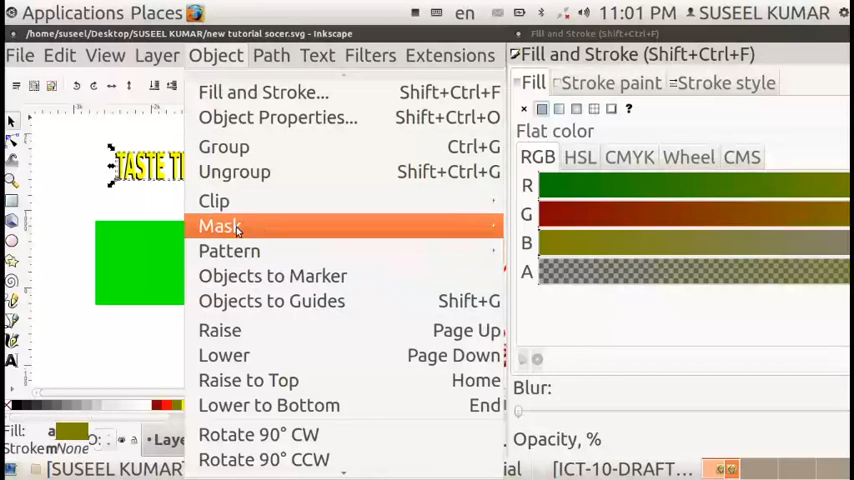 Applications Places en 11:01 PM SUSEEL KUMAR
/home/suseel/Desktop/SUSEEL KUMAR/new tutorial socer.svg - Inkscape
Fill and Stroke (Shift+Ctrl+F)
File Edit View Layer Object Path Text Filters Extensions
Fill and Stroke (Shift+Ctrl+F)
Fill Stroke paint Stroke style
Fill and Stroke... Shift+Ctrl+F
Object Properties... Shift+Ctrl+O
Group Ctrl+G
Ungroup Shift+Ctrl+G
Clip
Mask
Pattern
Objects to Marker
Objects to Guides Shift+G
Raise Page Up
Lower Page Down
Raise to Top Home
Lower to Bottom End
Rotate 90° CW
Rotate 90° CCW
TASTE
?
Flat color
RGB HSL CMYK Wheel CMS
R
G
B
A
Blur:
Opacity, %
Fill:
Stroke: None
O:
[SUSEEL KUMAR [ICT-10-DRAFT...